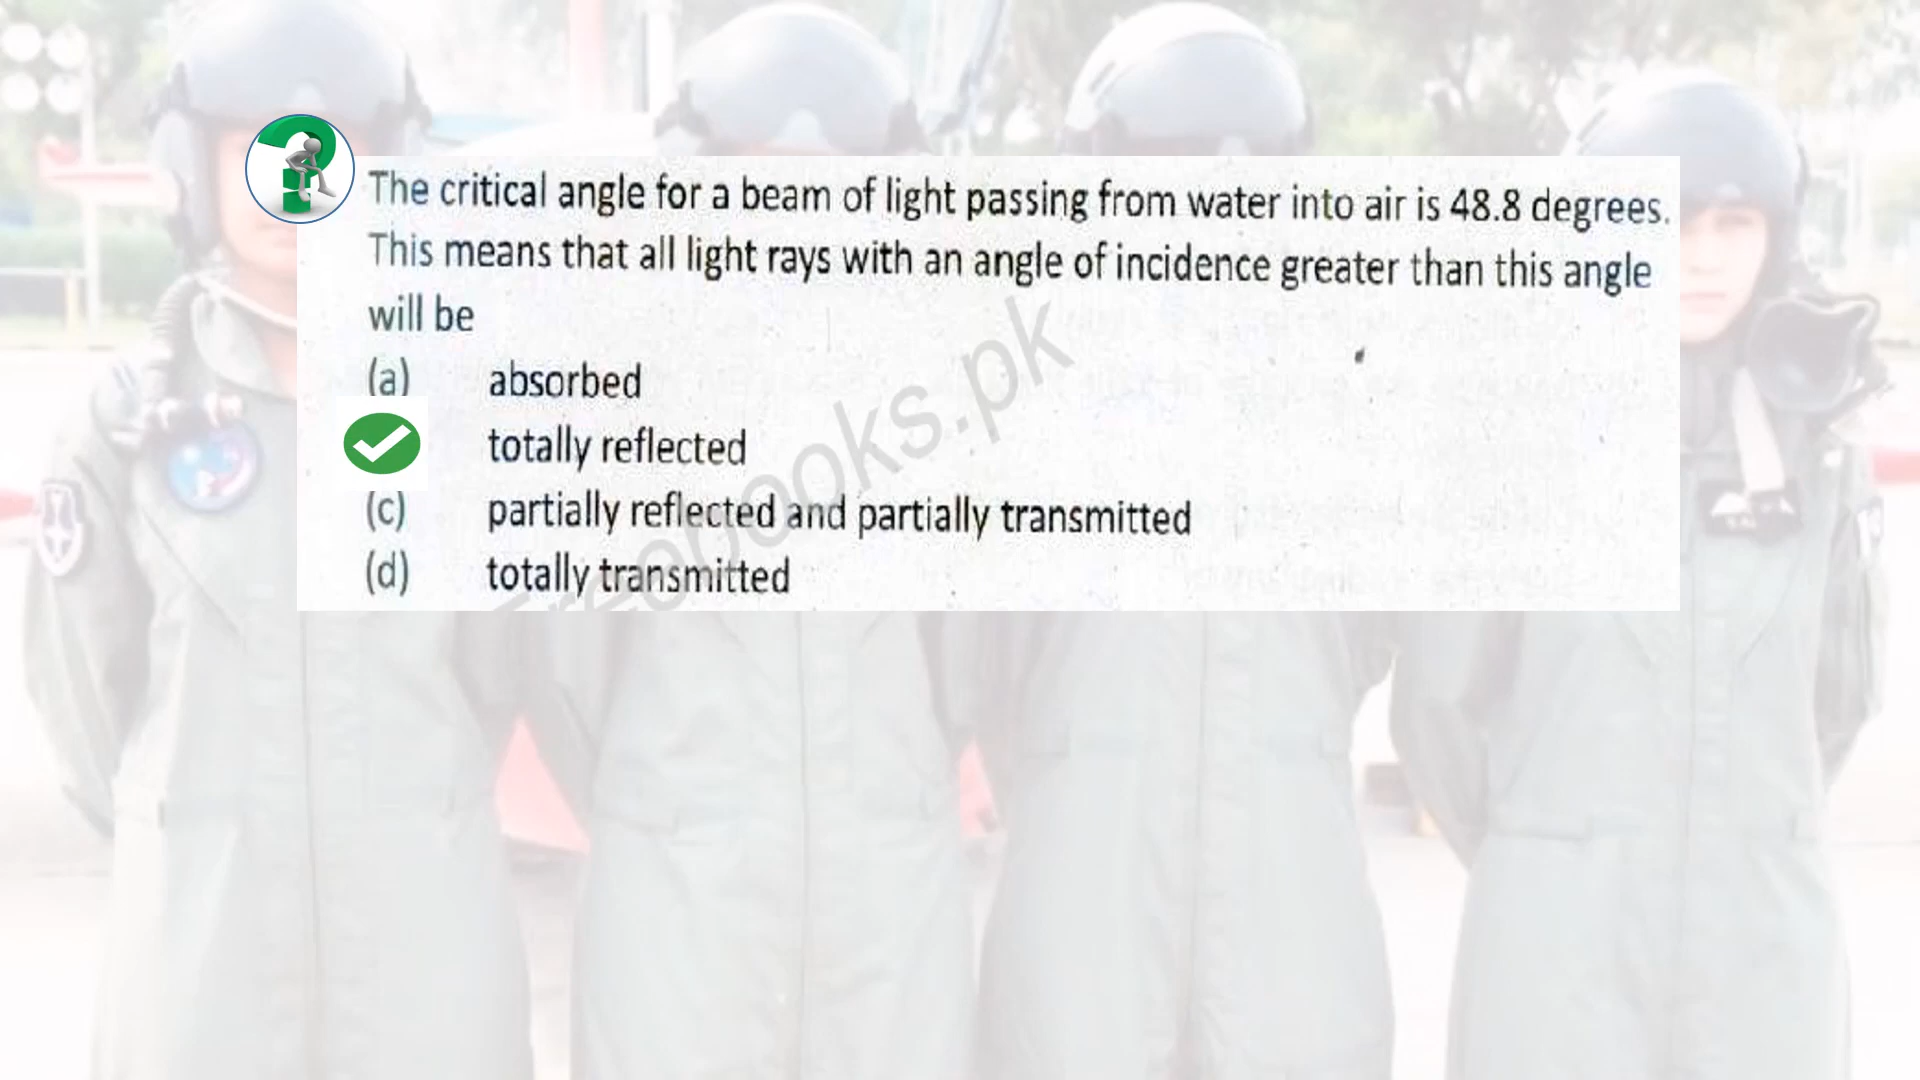 The critical angle for a beam of light passing from water into air is 48.8 degrees.
This means that all light rays with an angle of incidence greater than this angle
will be
(a) absorbed
totally reflected
(c) partially reflected and partially transmitted
(d) totally transmitted
Freebooks.pk